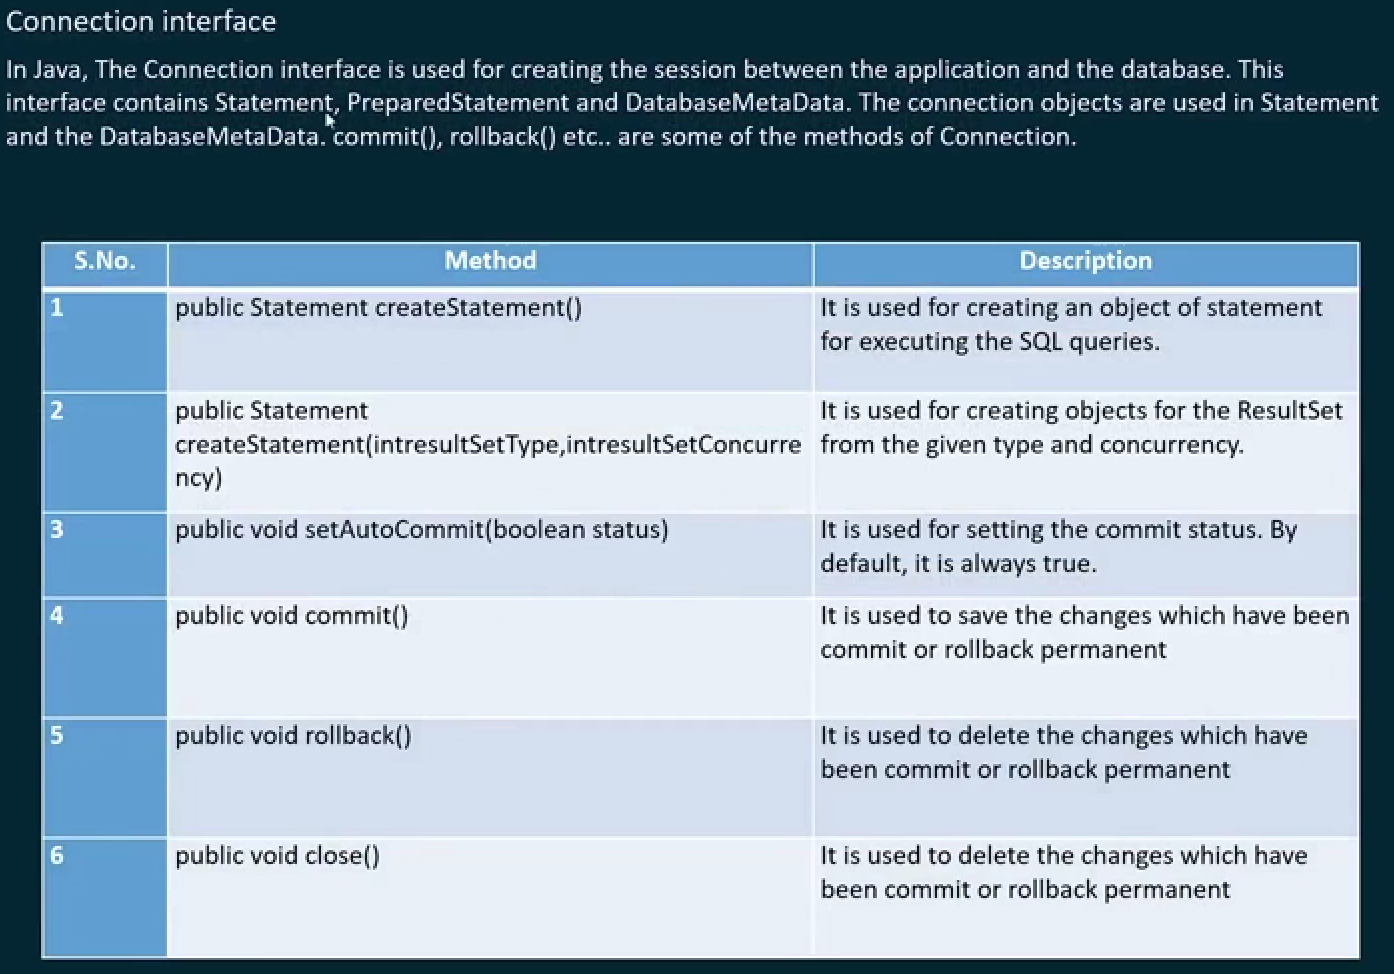 Connection interface
In Java, The Connection interface is used for creating the session between the application and the database. This
interface contains Statement, PreparedStatement and DatabaseMetaData. The connection objects are used in Statement
and the DatabaseMetaData. commit(), rollback() etc.. are some of the methods of Connection.
S.No. Method Description
1 public Statement createStatement() It is used for creating an object of statement
for executing the SQL queries.
2 public Statement It is used for creating objects for the ResultSet
createStatement(intresultSetType,intresultSetConcurre from the given type and concurrency.
ncy)
3 public void setAutoCommit(boolean status) It is used for setting the commit status. By
default, it is always true.
4 public void commit() It is used to save the changes which have been
commit or rollback permanent
5 public void rollback() It is used to delete the changes which have
been commit or rollback permanent
6 public void close() It is used to delete the changes which have
been commit or rollback permanent